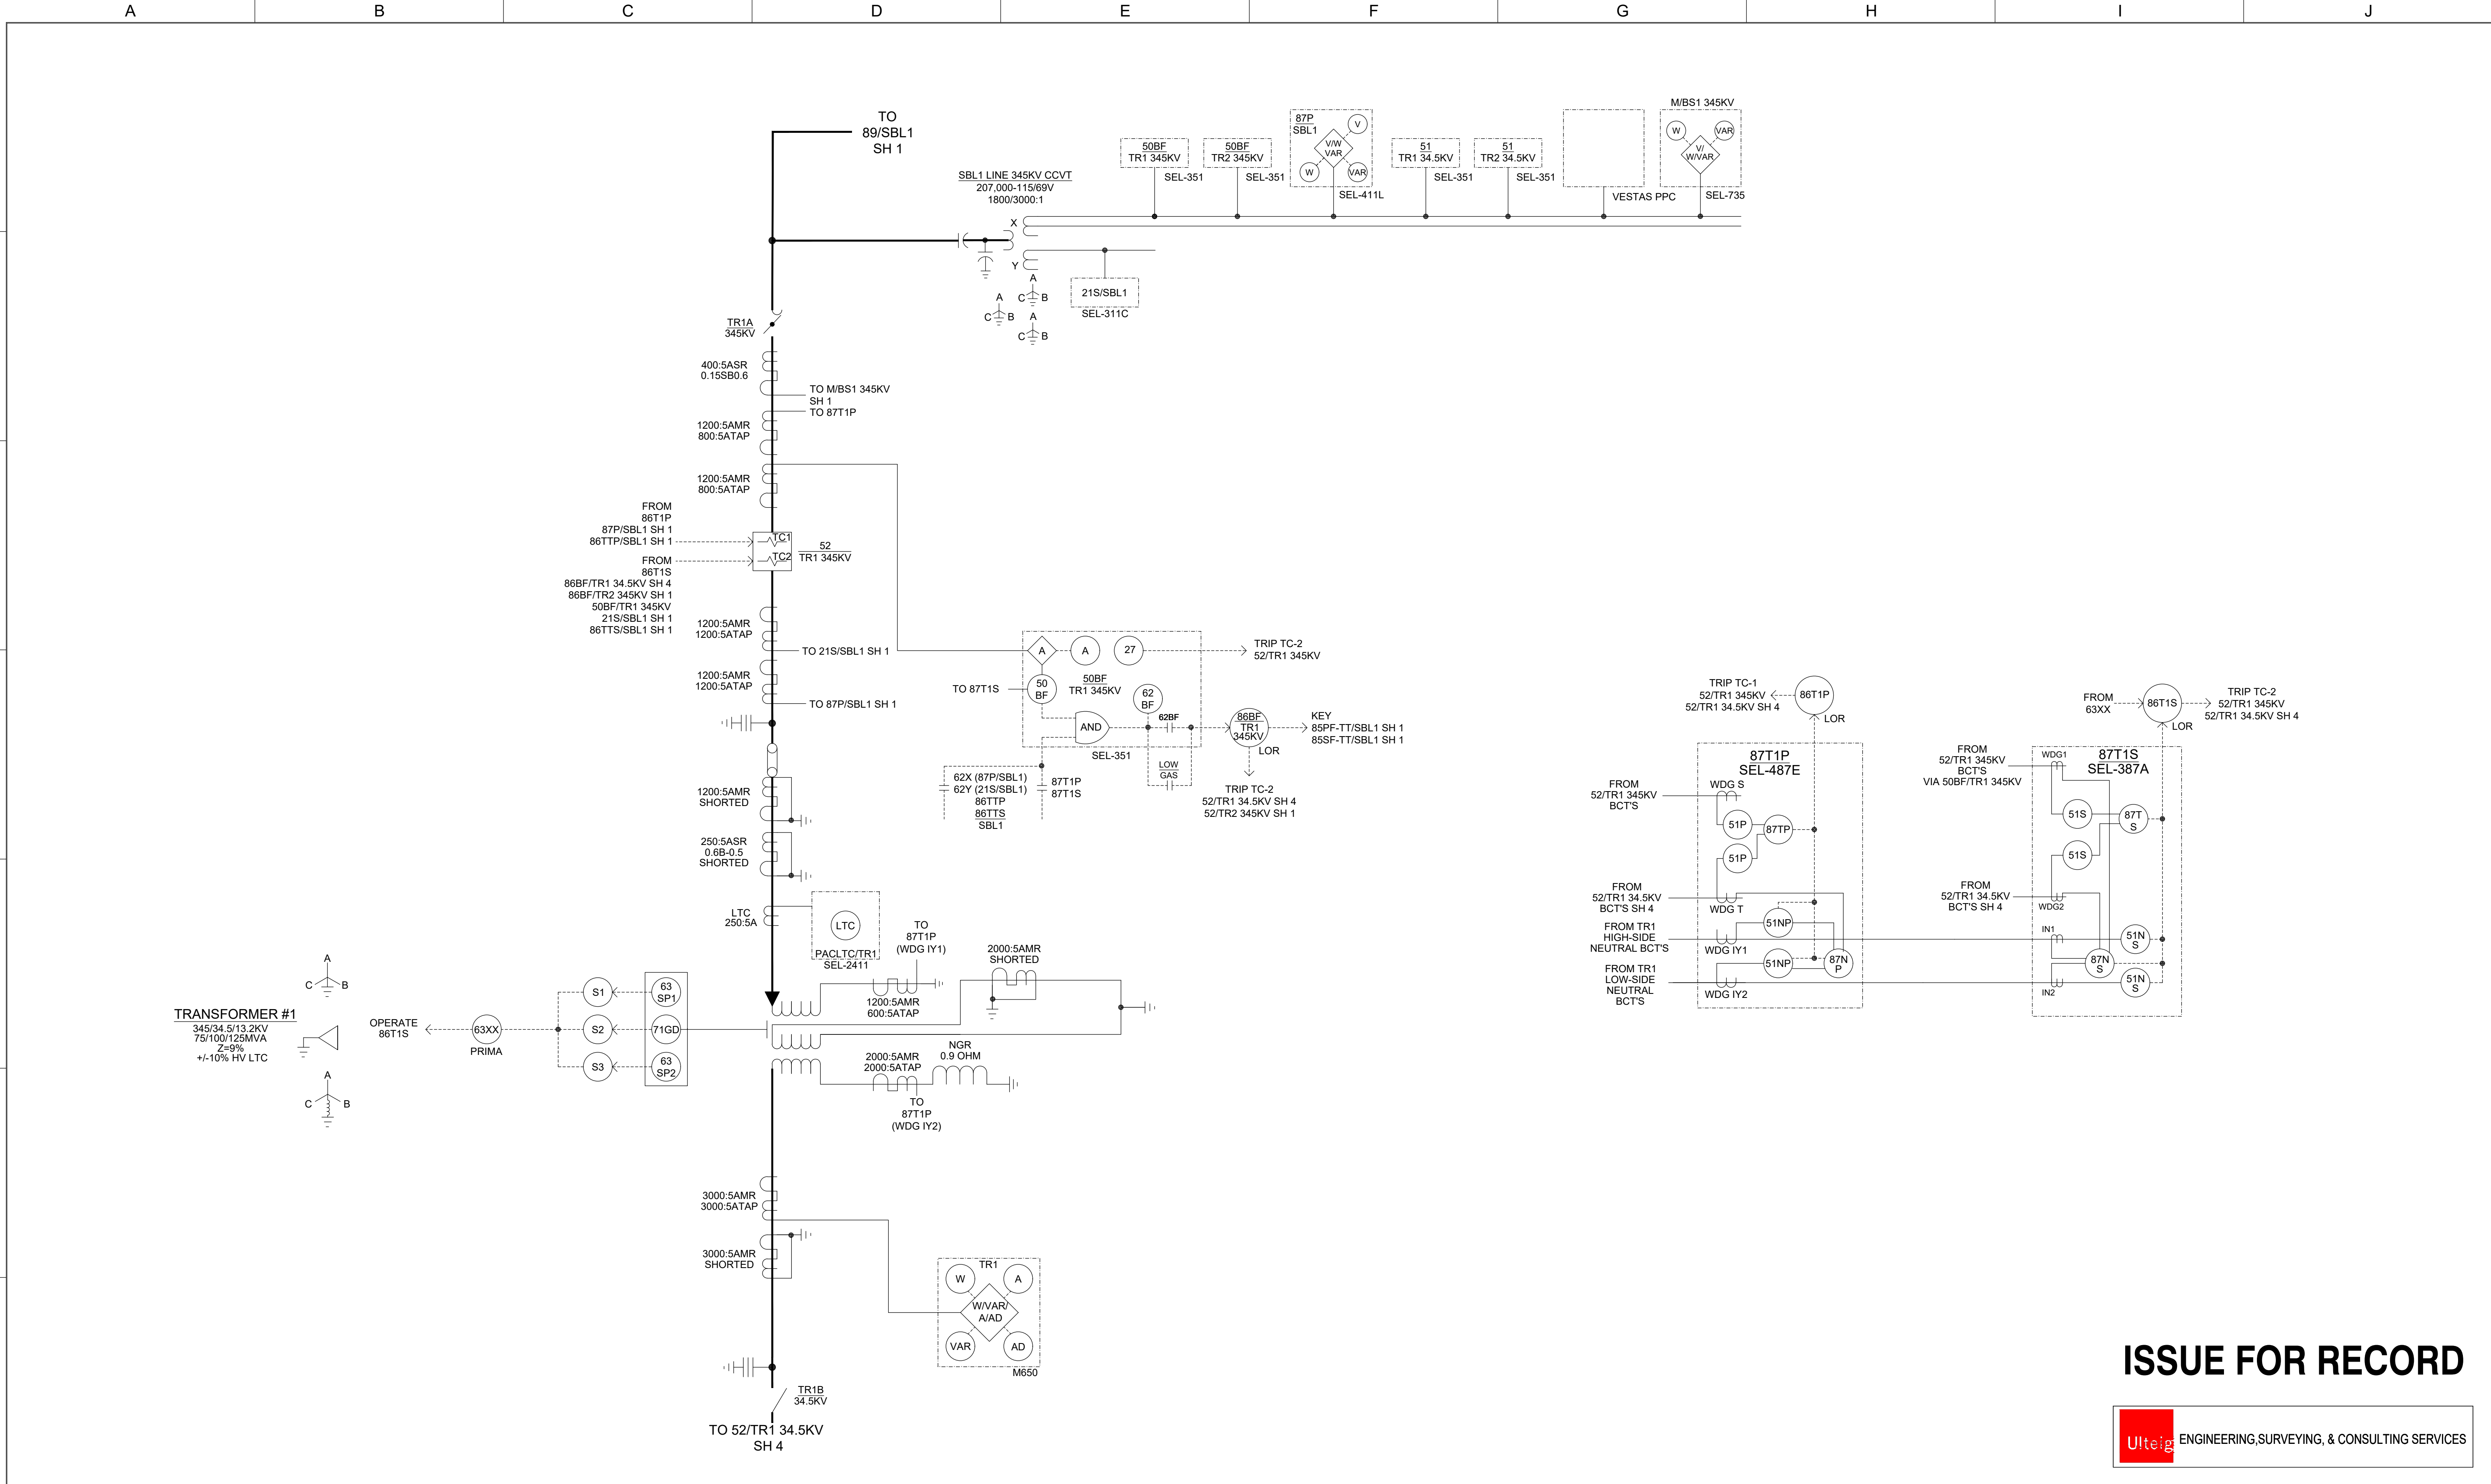 A
B
C
D
E
F
G
H
I
J
TO
89/SBL1
SH 1
SBL1 LINE 345KV CCVT
207,000-115/69V
1800/3000:1
X
Y
50BF
TR1 345KV
SEL-351
50BF
TR2 345KV
SEL-351
87P
SBL1
V
V/W
VAR
W
VAR
SEL-411L
51
TR1 34.5KV
SEL-351
51
TR2 34.5KV
SEL-351
VESTAS PPC
M/BS1 345KV
W
VAR
V/
W/VAR
SEL-735
21S/SBL1
SEL-311C
A
C
B
A
C
B
A
C
B
TR1A
345KV
400:5ASR
0.15SB0.6
TO M/BS1 345KV
SH 1
TO 87T1P
1200:5AMR
800:5ATAP
1200:5AMR
800:5ATAP
FROM
86T1P
87P/SBL1 SH 1
86TTP/SBL1 SH 1
FROM
86T1S
86BF/TR1 34.5KV SH 4
86BF/TR2 345KV SH 1
50BF/TR1 345KV
21S/SBL1 SH 1
86TTS/SBL1 SH 1
TC1
TC2
52
TR1 345KV
1200:5AMR
1200:5ATAP
TO 21S/SBL1 SH 1
1200:5AMR
1200:5ATAP
TO 87P/SBL1 SH 1
TO 87T1S
A
A
27
50
BF
50BF
TR1 345KV
62
BF
AND
62BF
SEL-351
TRIP TC-2
52/TR1 345KV
86BF
TR1
345KV
LOR
KEY
85PF-TT/SBL1 SH 1
85SF-TT/SBL1 SH 1
LOW
GAS
TRIP TC-2
52/TR1 34.5KV SH 4
52/TR2 345KV SH 1
62X (87P/SBL1)
62Y (21S/SBL1)
86TTP
86TTS
SBL1
87T1P
87T1S
1200:5AMR
SHORTED
250:5ASR
0.6B-0.5
SHORTED
LTC
250:5A
LTC
PACLTC/TR1
SEL-2411
TO
87T1P
(WDG IY1)
2000:5AMR
SHORTED
1200:5AMR
600:5ATAP
2000:5AMR
2000:5ATAP
NGR
0.9 OHM
TO
87T1P
(WDG IY2)
TRANSFORMER #1
345/34.5/13.2KV
75/100/125MVA
Z=9%
+/-10% HV LTC
A
C
B
A
C
B
OPERATE
86T1S
63XX
PRIMA
S1
S2
S3
63
SP1
71GD
63
SP2
3000:5AMR
3000:5ATAP
3000:5AMR
SHORTED
TR1
W
A
W/VAR/
A/AD
VAR
AD
M650
TR1B
34.5KV
TO 52/TR1 34.5KV
SH 4
TRIP TC-1
52/TR1 345KV
52/TR1 34.5KV SH 4
86T1P
LOR
87T1P
SEL-487E
FROM
52/TR1 345KV
BCT'S
WDG S
51P
87TP
51P
FROM
52/TR1 34.5KV
BCT'S SH 4
WDG T
51NP
FROM TR1
HIGH-SIDE
NEUTRAL BCT'S
WDG IY1
51NP
87N
P
FROM TR1
LOW-SIDE
NEUTRAL
BCT'S
WDG IY2
FROM
63XX
86T1S
LOR
TRIP TC-2
52/TR1 345KV
52/TR1 34.5KV SH 4
FROM
52/TR1 345KV
BCT'S
VIA 50BF/TR1 345KV
WDG1
87T1S
SEL-387A
51S
87T
S
51S
FROM
52/TR1 34.5KV
BCT'S SH 4
WDG2
IN1
51N
S
87N
S
IN2
51N
S
ISSUE FOR RECORD
Ulteig
ENGINEERING,SURVEYING, & CONSULTING SERVICES